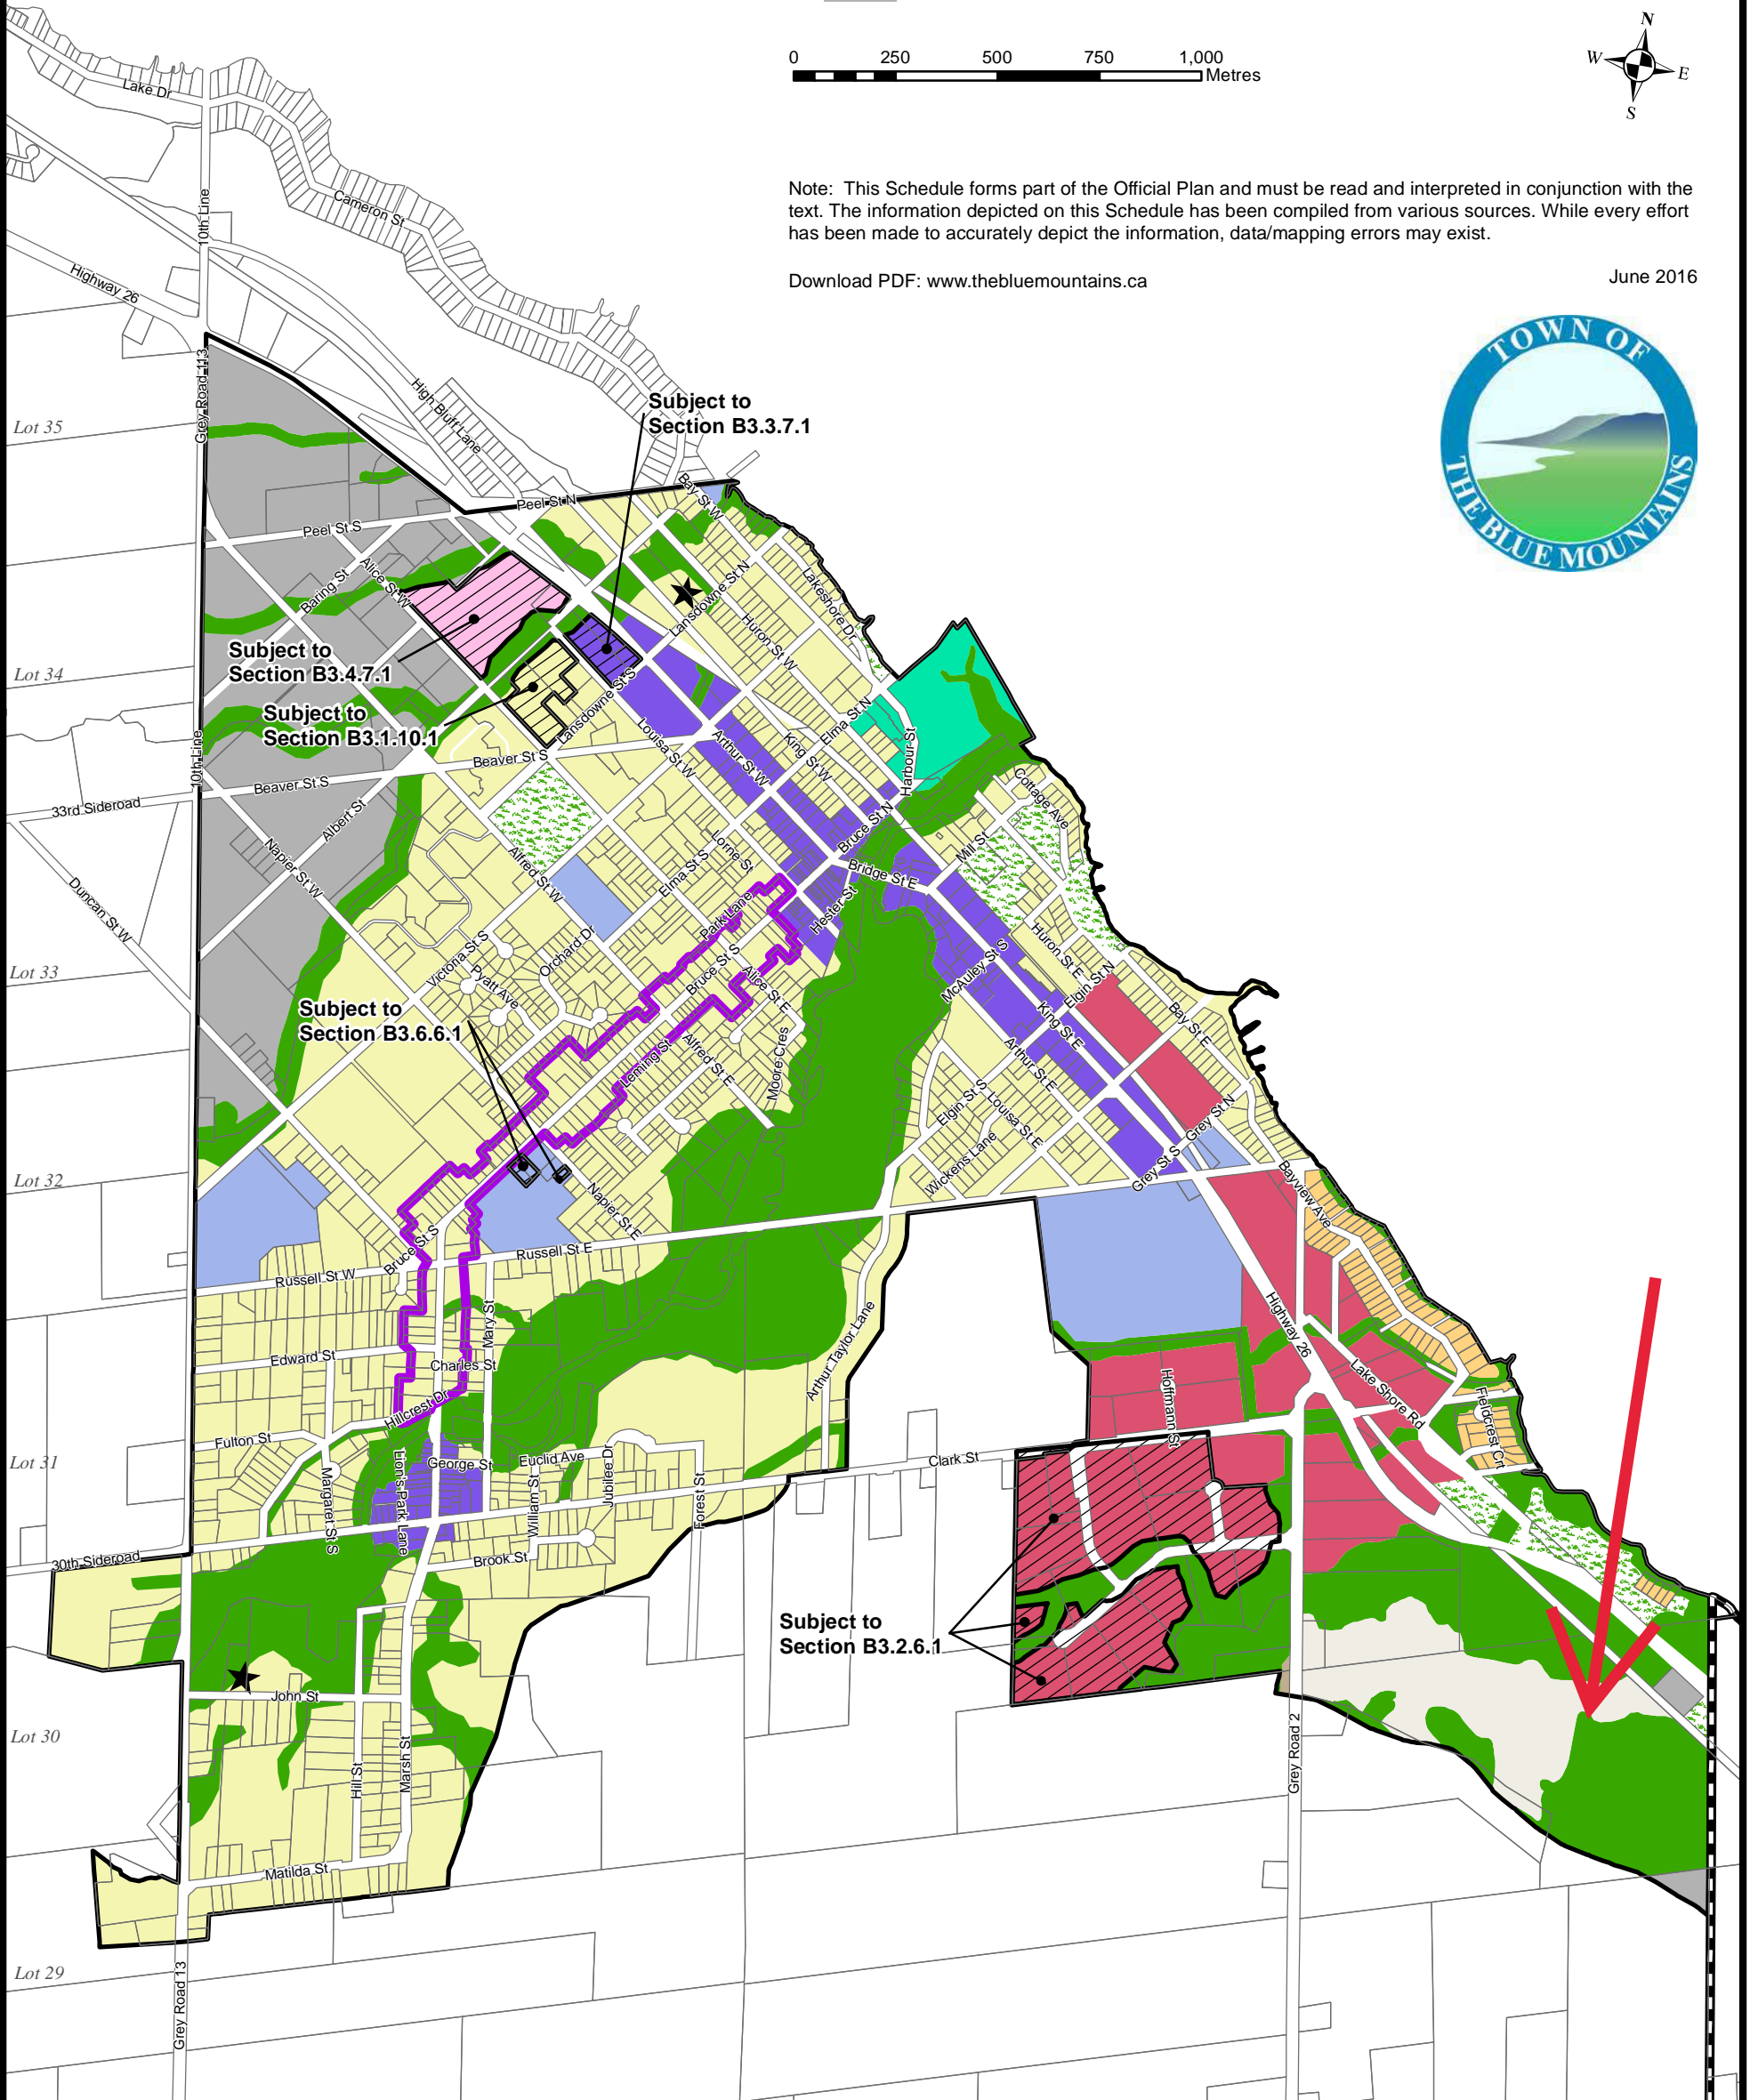 0 250 500 750 1,000
Metres
N
W E
S
Note: This Schedule forms part of the Official Plan and must be read and interpreted in conjunction with the
text. The information depicted on this Schedule has been compiled from various sources. While every effort
has been made to accurately depict the information, data/mapping errors may exist.
Download PDF: www.thebluemountains.ca
June 2016
TOWN OF
THE BLUE MOUNTAINS
Lake Dr
10th Line
Cameron St
Highway 26
Grey Road 113
High Bluff Lane
Lot 35
Subject to
Section B3.3.7.1
Peel St N
Bay St W
Peel St S
Baring St
Alice St W
Lansdowne St N
Lakeshore Dr
Huron St W
Subject to
Section B3.4.7.1
Lot 34
Subject to
Section B3.1.10.1
Lansdowne St S
Louisa St W
Arthur St W
King St W
Elma St N
Harbour St
10th Line
Beaver St S
Beaver St S
33rd Sideroad
Albert St
Napier St W
Duncan St W
Alfred St W
Lorne St
Elma St S
Bruce St N
Bridge St E
Mill St
Cottage Ave
Park Lane
Hester St
Victoria St S
Orchard Dr
Pyatt Ave
Bruce St S
Alice St E
McAuley St S
Huron St E
Elgin St N
Lot 33
Subject to
Section B3.6.6.1
King St E
Bay St E
Arthur St E
Leming St
Alfred St E
Moore Cres
Elgin St S
Louisa St E
Wickens Lane
Grey St N
Grey St S
Lot 32
Napier St E
Bruce St S
Russell St E
Russell St W
Bayview Ave
Highway 26
Mary St
Edward St
Charles St
Hillcrest Dr
Arthur Taylor Lane
Hoffmann St
Lake Shore Rd
Fieldcrest Crt
Fulton St
Lot 31
Margaret St S
Lion's Park Lane
George St
Euclid Ave
William St
Jubilee Dr
Forest St
Clark St
30th Sideroad
Brook St
Subject to
Section B3.2.6.1
John St
Lot 30
Hill St
Marsh St
Grey Road 2
Matilda St
Lot 29
Grey Road 13